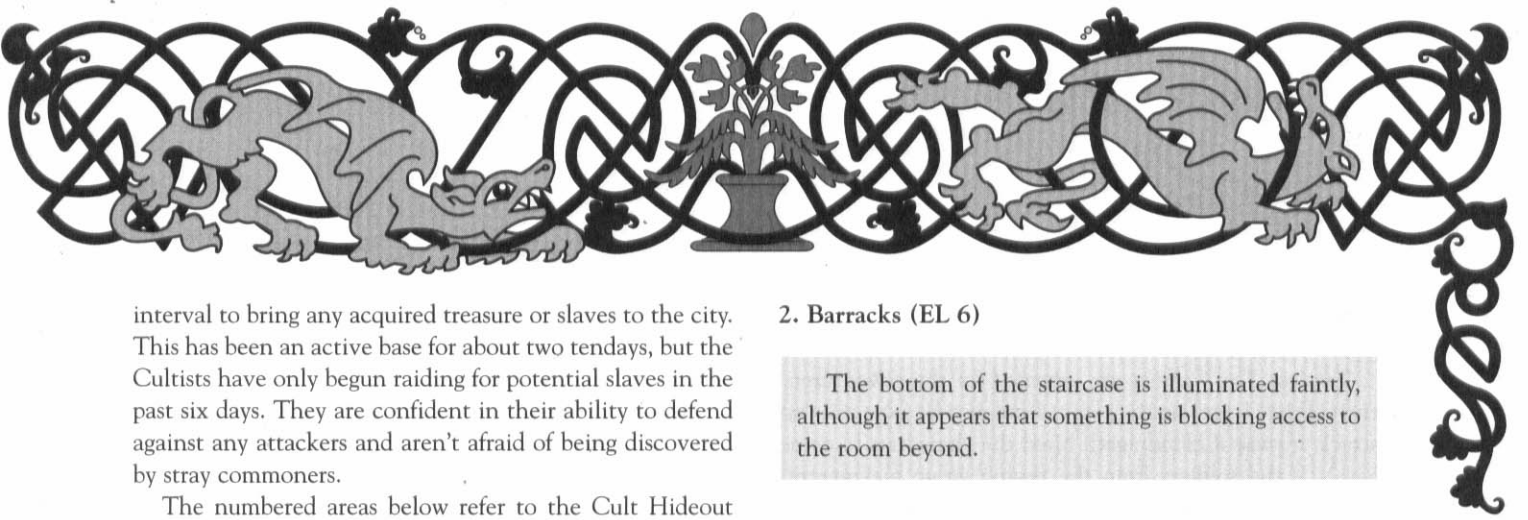 interval to bring any acquired treasure or slaves to the city.
This has been an active base for about two tendays, but the
Cultists have only begun raiding for potential slaves in the
past six days. They are confident in their ability to defend
against any attackers and aren't afraid of being discovered
by stray commoners.
The numbered areas below refer to the Cult Hideout
2. Barracks (EL 6)
The bottom of the staircase is illuminated faintly,
although it appears that something is blocking access to
the room beyond.